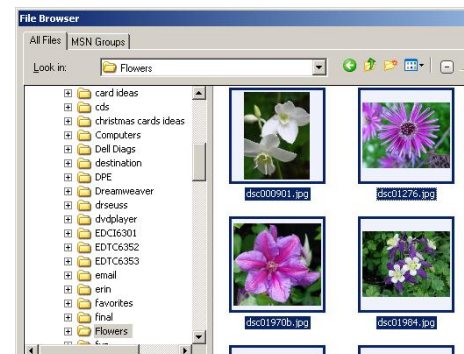 File Browser
All Files MSN Groups
Look in: Flowers
card ideas
cds
christmas cards ideas
Computers
Dell Diags
destination
DPE
Dreamweaver
drseuss
dvdplayer
EDCI6301
EDTC6352
EDTC6353
email
erin
favorites
final
Flowers
dsc000901.jpg
dsc01276.jpg
dsc01970b.jpg
dsc01984.jpg